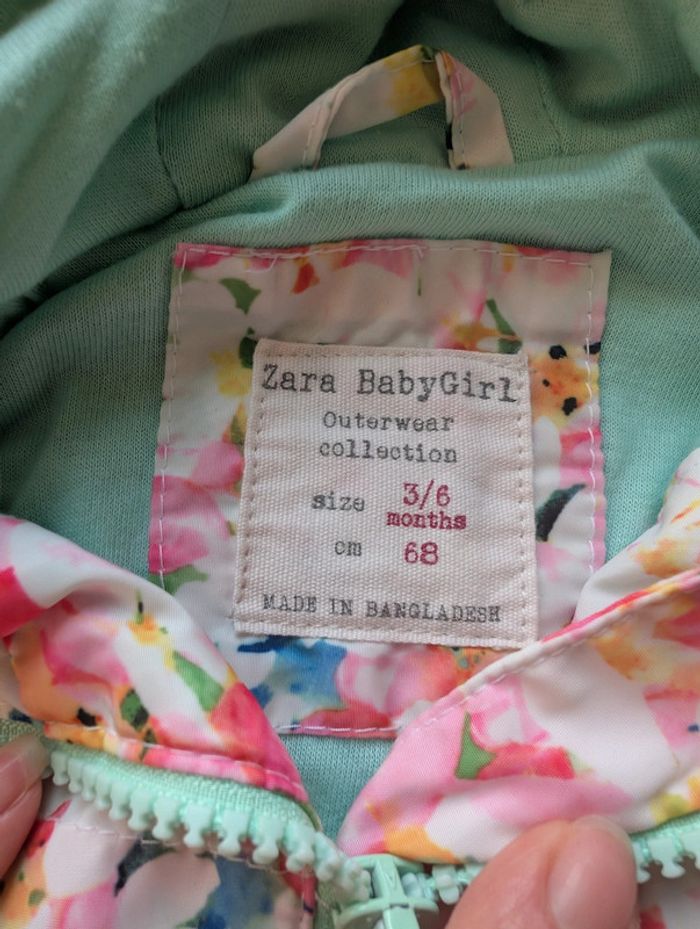 Zara BabyGirl
Outerwear
collection
size 3/6
months
cm 68
MADE IN BANGLADESH